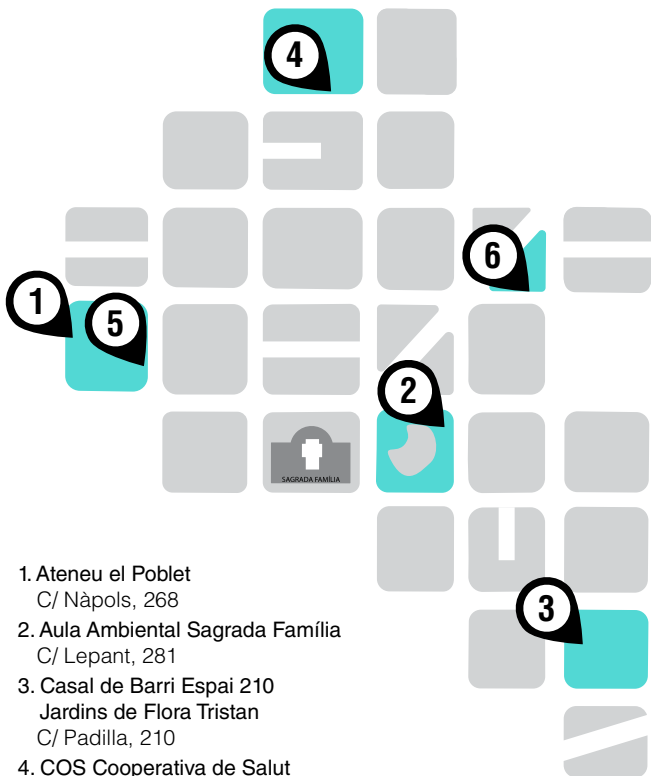 4
6
1
5
2
SAGRADA FAMÍLIA
3
1. Ateneu el Poblet
C/ Nàpols, 268
2. Aula Ambiental Sagrada Família
C/ Lepant, 281
3. Casal de Barri Espai 210
Jardins de Flora Tristan
C/ Padilla, 210
4. COS Cooperativa de Salut